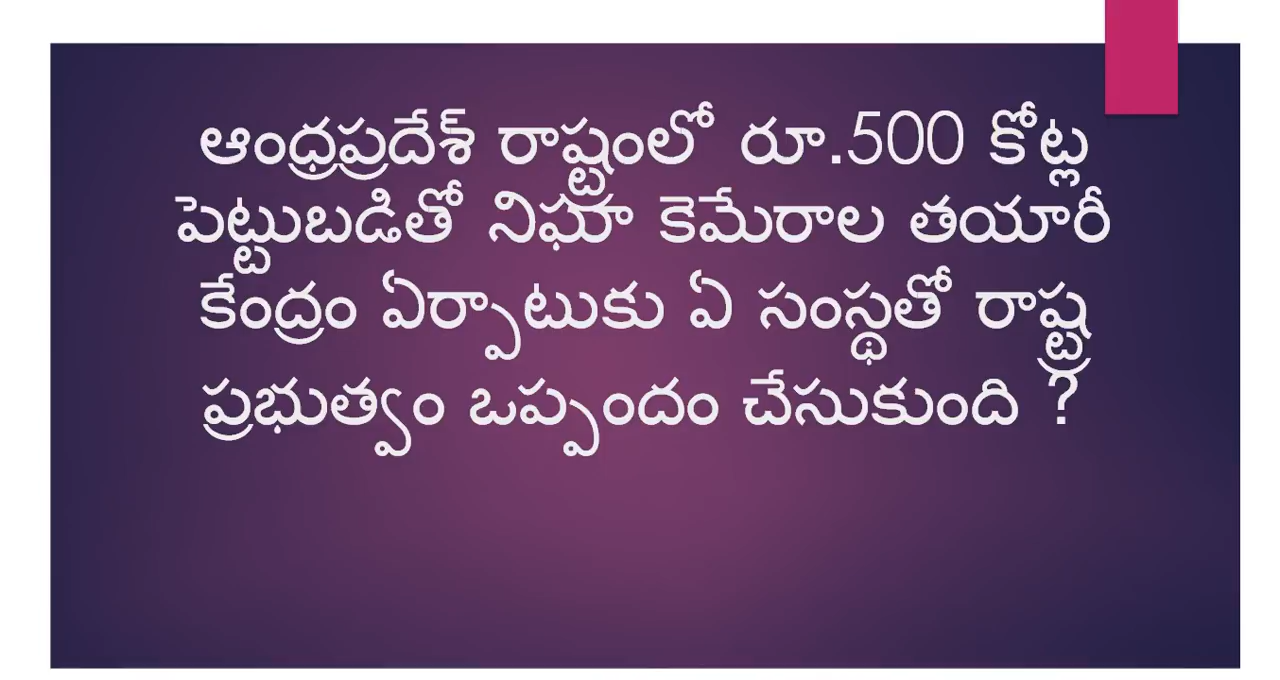 ఆంధ్రప్రదేశ్ రాష్ట్రంలో రూ.500 కోట్ల
పెట్టుబడితో నిఘా కెమేరాల తయారీ
కేంద్రం ఏర్పాటుకు ఏ సంస్థతో రాష్ట్ర
ప్రభుత్వం ఒప్పందం చేసుకుంది ?